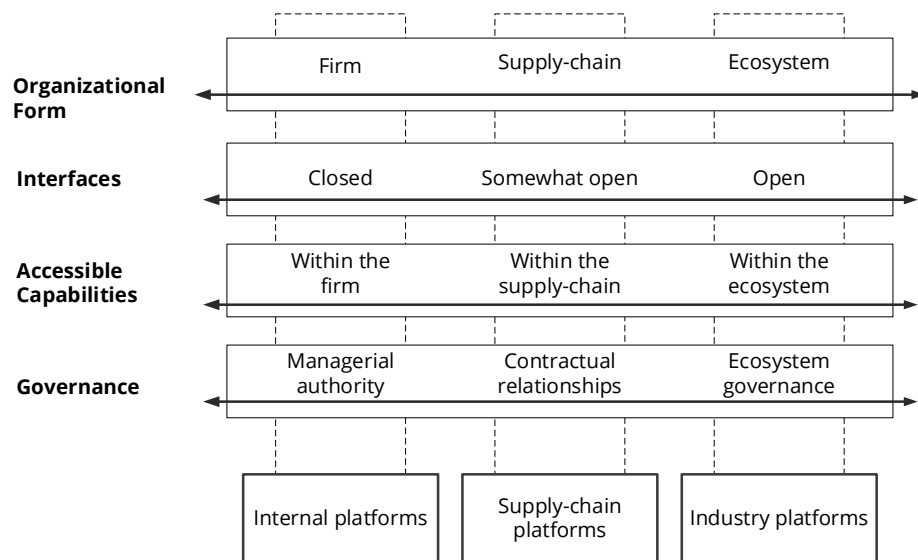 Organizational
Form
Firm
Supply-chain
Ecosystem
Interfaces
Closed
Somewhat open
Open
Accessible
Capabilities
Within the
firm
Within the
supply-chain
Within the
ecosystem
Governance
Managerial
authority
Contractual
relationships
Ecosystem
governance
Internal platforms
Supply-chain
platforms
Industry platforms